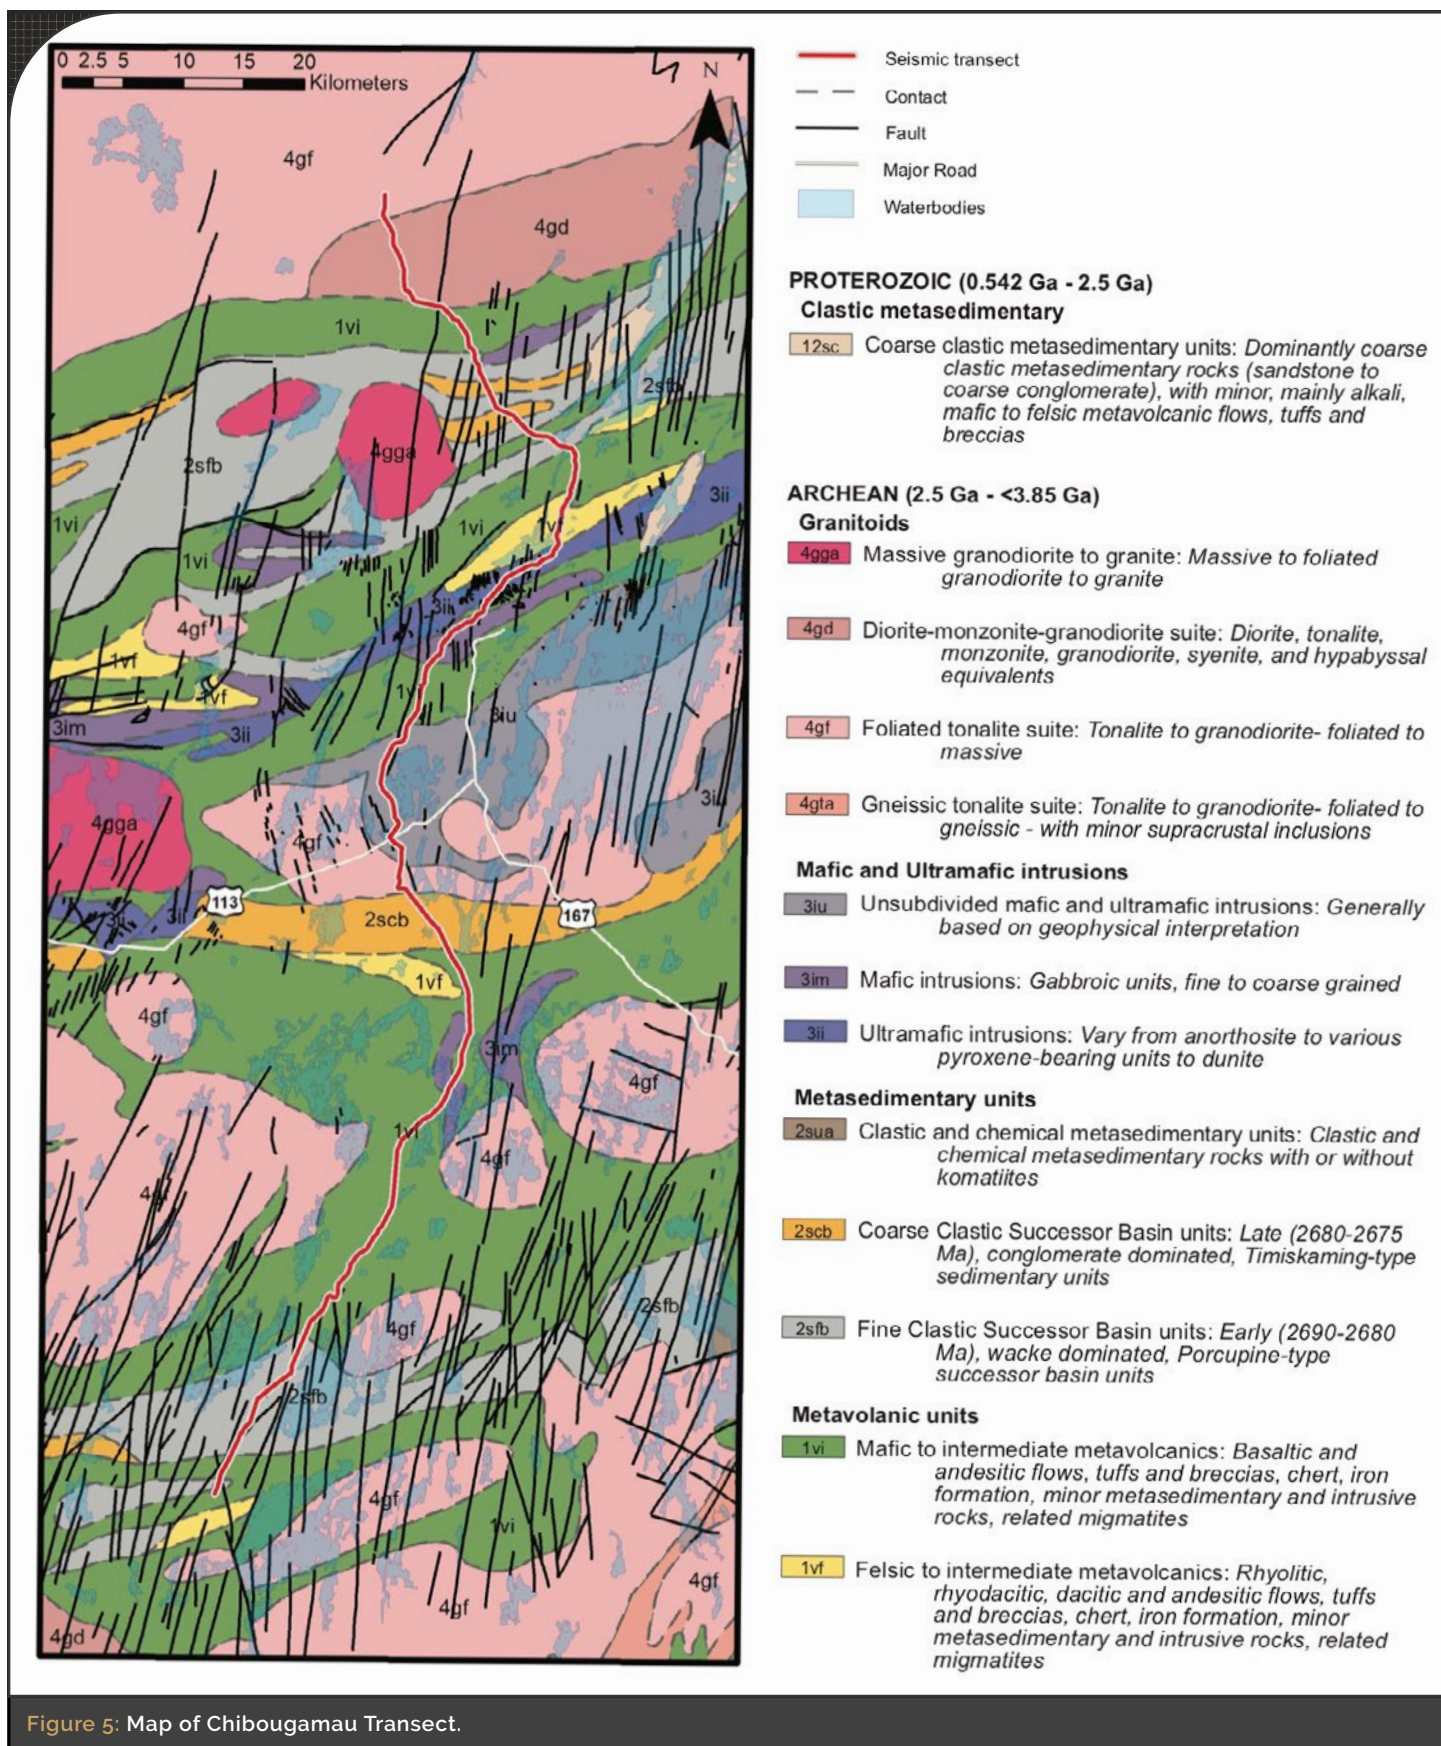 0 2.5 5 10 15 20
Kilometers
N
4gf
4gd
1vi
2sfb
4gga
2sfb
1vi
1vi
1vf
3ii
1vi
4gf
3ii
1vf
1vf
1vi
3im
3ii
3iu
3iu
4gga
4gf
113
3ii
3ii
2scb
167
1vf
4gf
3im
4gf
1vi
4gf
4gf
2sfb
4gf
2sfb
4gf
1vi
4gf
4gf
4gd
Seismic transect
Contact
Fault
Major Road
Waterbodies
PROTEROZOIC (0.542 Ga - 2.5 Ga)
Clastic metasedimentary
12sc Coarse clastic metasedimentary units: Dominantly coarse
clastic metasedimentary rocks (sandstone to
coarse conglomerate), with minor, mainly alkali,
mafic to felsic metavolcanic flows, tuffs and
breccias
ARCHEAN (2.5 Ga - <3.85 Ga)
Granitoids
4gga Massive granodiorite to granite: Massive to foliated
granodiorite to granite
4gd Diorite-monzonite-granodiorite suite: Diorite, tonalite,
monzonite, granodiorite, syenite, and hypabyssal
equivalents
4gf Foliated tonalite suite: Tonalite to granodiorite- foliated to
massive
4gta Gneissic tonalite suite: Tonalite to granodiorite- foliated to
gneissic - with minor supracrustal inclusions
Mafic and Ultramafic intrusions
3iu Unsubdivided mafic and ultramafic intrusions: Generally
based on geophysical interpretation
3im Mafic intrusions: Gabbroic units, fine to coarse grained
3ii Ultramafic intrusions: Vary from anorthosite to various
pyroxene-bearing units to dunite
Metasedimentary units
2sua Clastic and chemical metasedimentary units: Clastic and
chemical metasedimentary rocks with or without
komatiites
2scb Coarse Clastic Successor Basin units: Late (2680-2675
Ma), conglomerate dominated, Timiskaming-type
sedimentary units
2sfb Fine Clastic Successor Basin units: Early (2690-2680
Ma), wacke dominated, Porcupine-type
successor basin units
Metavolanic units
1vi Mafic to intermediate metavolcanics: Basaltic and
andesitic flows, tuffs and breccias, chert, iron
formation, minor metasedimentary and intrusive
rocks, related migmatites
1vf Felsic to intermediate metavolcanics: Rhyolitic,
rhyodacitic, dacitic and andesitic flows, tuffs
and breccias, chert, iron formation, minor
metasedimentary and intrusive rocks, related
migmatites
Figure 5: Map of Chibougamau Transect.